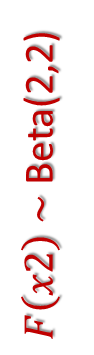 F(x2) ~ Beta(2,2)